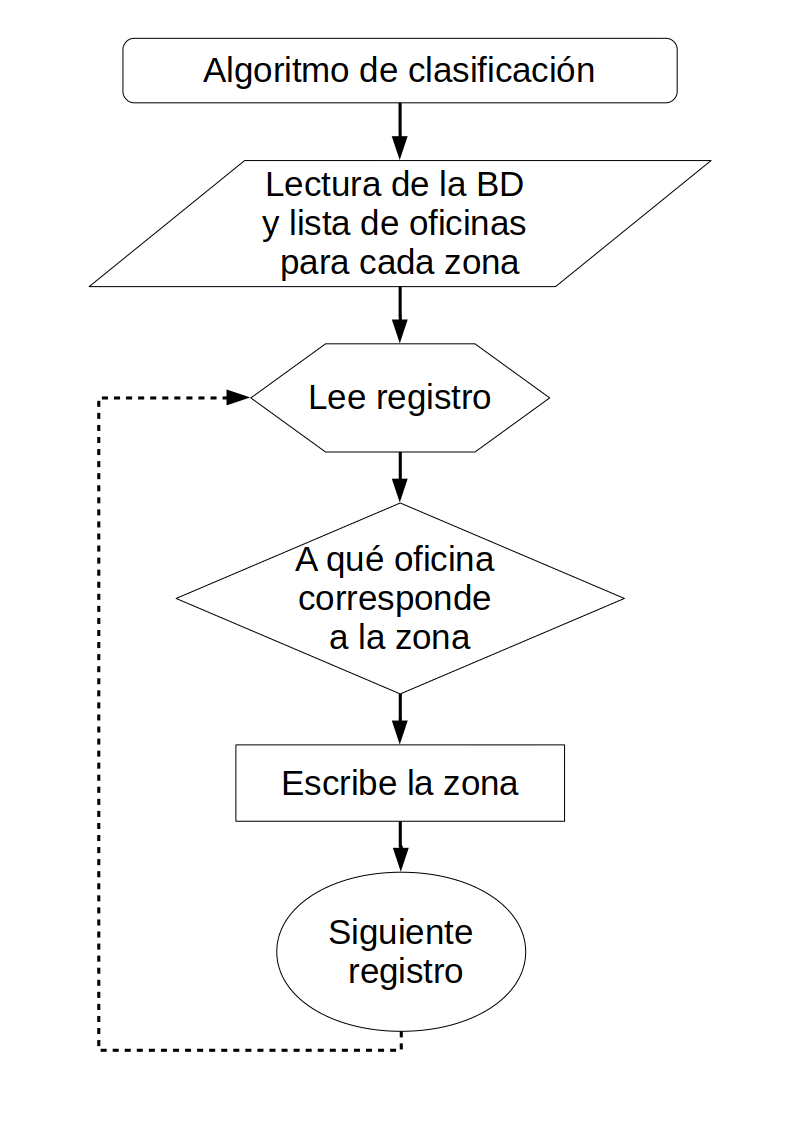 Algoritmo de clasificación
Lectura de la BD
y lista de oficinas
para cada zona
Lee registro
A qué oficina
corresponde
a la zona
Escribe la zona
Siguiente
registro